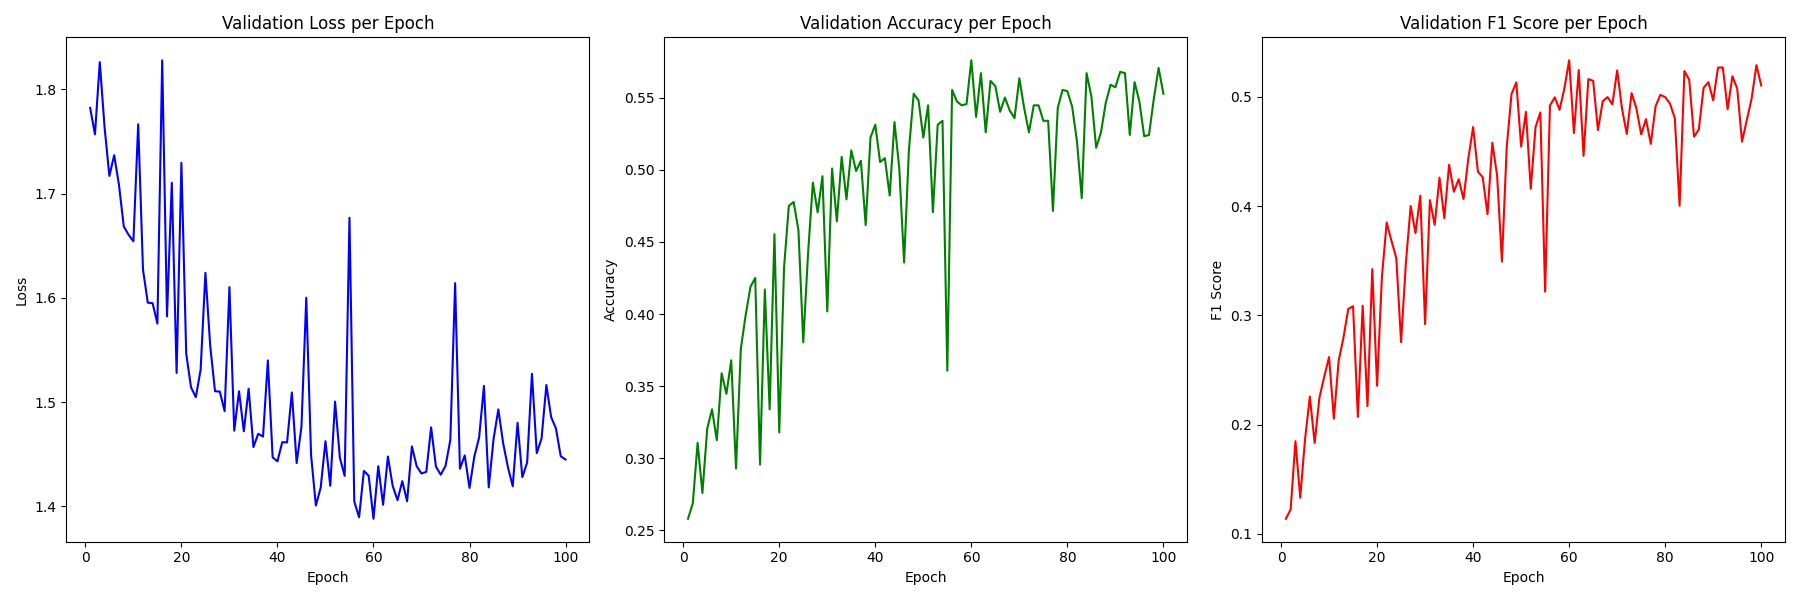 Validation Loss per Epoch
Loss
1.8
1.7
1.6
1.5
1.4
0 20 40 60 80 100
Epoch
Validation Accuracy per Epoch
Accuracy
0.55
0.50
0.45
0.40
0.35
0.30
0.25
0 20 40 60 80 100
Epoch
Validation F1 Score per Epoch
F1 Score
0.5
0.4
0.3
0.2
0.1
0 20 40 60 80 100
Epoch